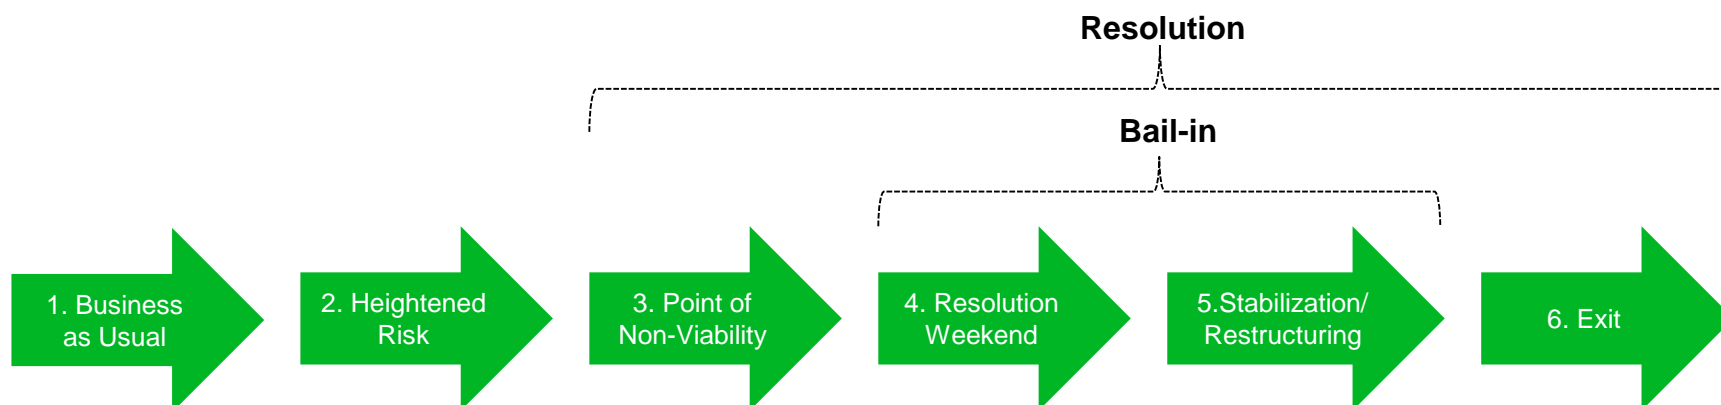 Resolution
Bail-in
1. Business
as Usual
2. Heightened
Risk
3. Point of
Non-Viability
4. Resolution
Weekend
5.Stabilization/
Restructuring
6. Exit